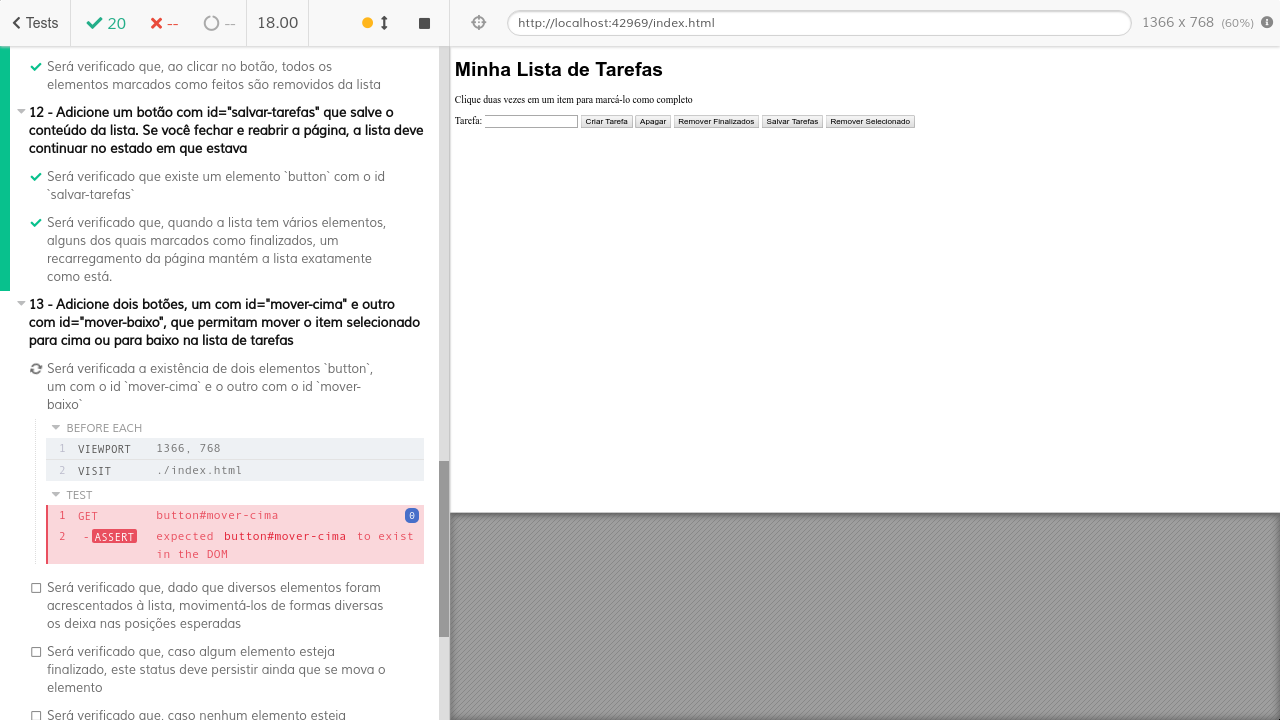 Tests
20
--
--
18.00
http://localhost:42969/index.html
1366 x 768 (60%)
Será verificado que, ao clicar no botão, todos os
elementos marcados como feitos são removidos da lista
12 - Adicione um botão com id="salvar-tarefas" que salve o
conteúdo da lista. Se você fechar e reabrir a página, a lista deve
continuar no estado em que estava
Será verificado que existe um elemento `button` com o id
`salvar-tarefas`
Será verificado que, quando a lista tem vários elementos,
alguns dos quais marcados como finalizados, um
recarregamento da página mantém a lista exatamente
como está.
13 - Adicione dois botões, um com id="mover-cima" e outro
com id="mover-baixo", que permitam mover o item selecionado
para cima ou para baixo na lista de tarefas
Será verificada a existência de dois elementos `button`,
um com o id `mover-cima` e o outro com o id `mover-
baixo`
BEFORE EACH
1 VIEWPORT 1366, 768
2 VISIT ./index.html
TEST
1 GET button#mover-cima 0
2 -ASSERT expected button#mover-cima to exist
in the DOM
Será verificado que, dado que diversos elementos foram
acrescentados à lista, movimentá-los de formas diversas
os deixa nas posições esperadas
Será verificado que, caso algum elemento esteja
finalizado, este status deve persistir ainda que se mova o
elemento
Será verificado que, caso nenhum elemento esteja
Minha Lista de Tarefas
Clique duas vezes em um item para marcá-lo como completo
Tarefa: Criar Tarefa Apagar Remover Finalizados Salvar Tarefas Remover Selecionado